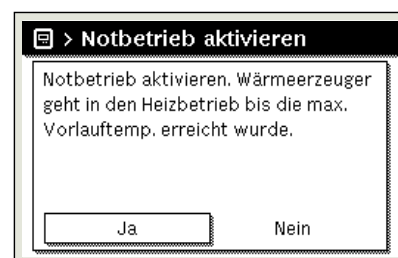 > Notbetrieb aktivieren
Notbetrieb aktivieren. Wärmeerzeuger
geht in den Heizbetrieb bis die max.
Vorlauftemp. erreicht wurde.
Ja Nein